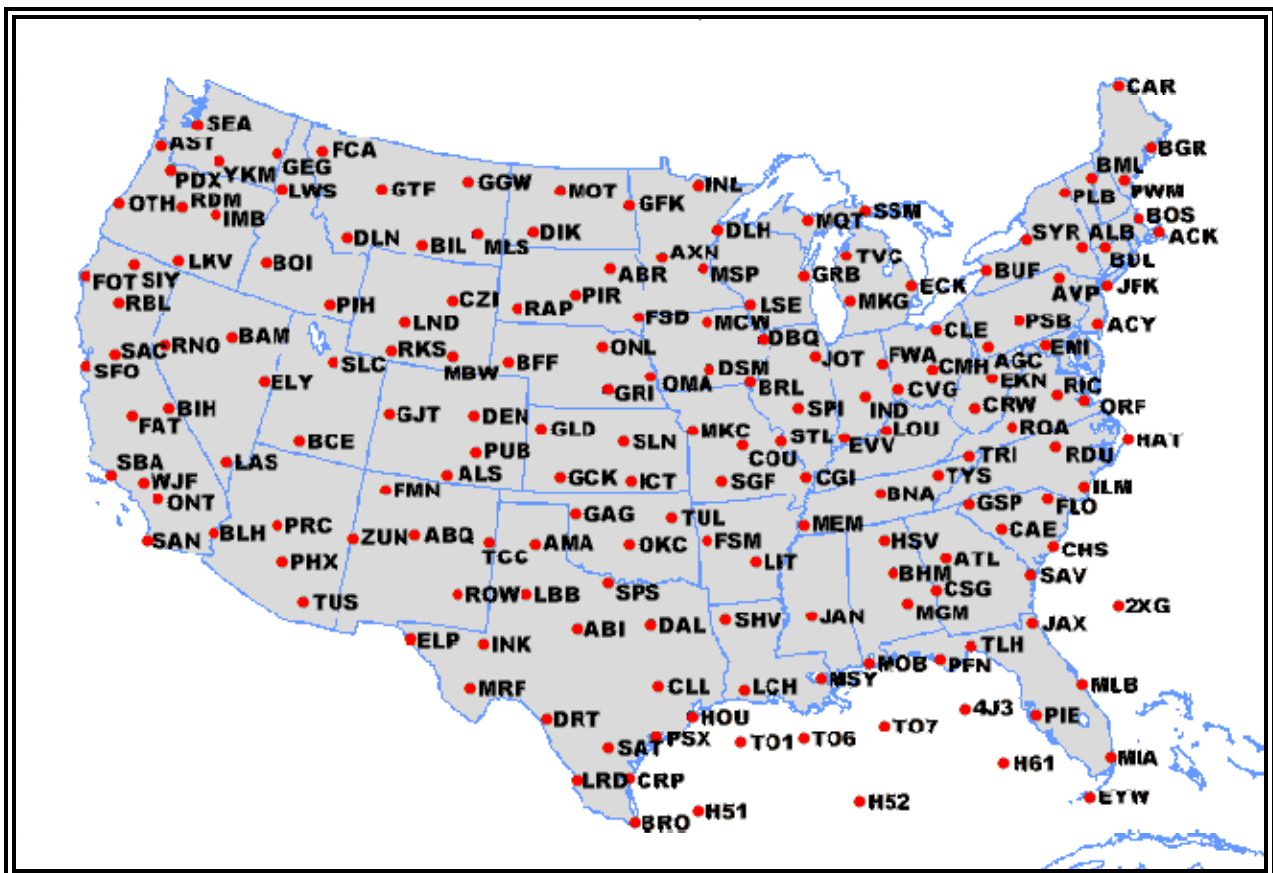 CAR
SEA
AST
FCA
BGR
GEG
YKM
PDX
BML
LWS
GTF
GGW
MOT
INL
PWM
PLB
OTH
RDM
IMB
GFK
SSM
MQT
BOS
DLH
DIK
ACK
SYR
ALB
DLN
BIL
MLS
AXN
TVC
BUL
LKV
BOI
ABR
MSP
GRB
BUF
FOT
SIY
ECK
AVP
JFK
RBL
PIH
CZI
RAP
PIR
LSE
MKG
LND
FSD
MCW
PSB
ACY
CLE
BAM
RNO
DBQ
SAC
RKS
ONL
JOT
FWA
AGC
EMI
SFO
SLC
MBW
BFF
DSM
CMH
ELY
OMA
GRI
BRL
CVG
EKN
RIC
BIH
GJT
DEN
SPI
IND
CRW
ORF
FAT
GLD
MKC
LOU
ROA
BCE
SLN
STL
EVV
HAT
PUB
COU
TRI
RDU
SBA
LAS
ALS
GCK
ICT
SGF
CGI
TYS
WJF
FMN
ILM
ONT
BNA
GSP
FLO
GAG
TUL
PRC
MEM
CAE
SAN
BLH
ZUN
ABQ
TCC
AMA
OKC
FSM
HSV
CHS
PHX
LIT
ATL
BHM
SAV
TUS
ROW
LBB
SPS
CSG
2XG
MGM
ABI
DAL
SHV
JAN
JAX
ELP
INK
TLH
MOB
PFN
MRF
CLL
LCH
MSY
MLB
DRT
HOU
4J3
PIE
PSX
TO1
TO6
TO7
SAT
MIA
H61
LRD
CRP
EYW
H51
H52
BRO